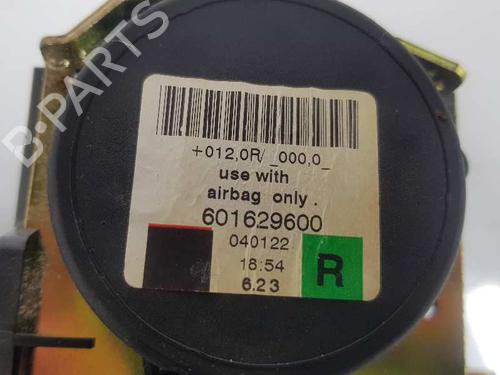 B-PARTS
+012,0R/ _000,0_
use with
airbag only .
601629600
040122
18:54
6.23
R